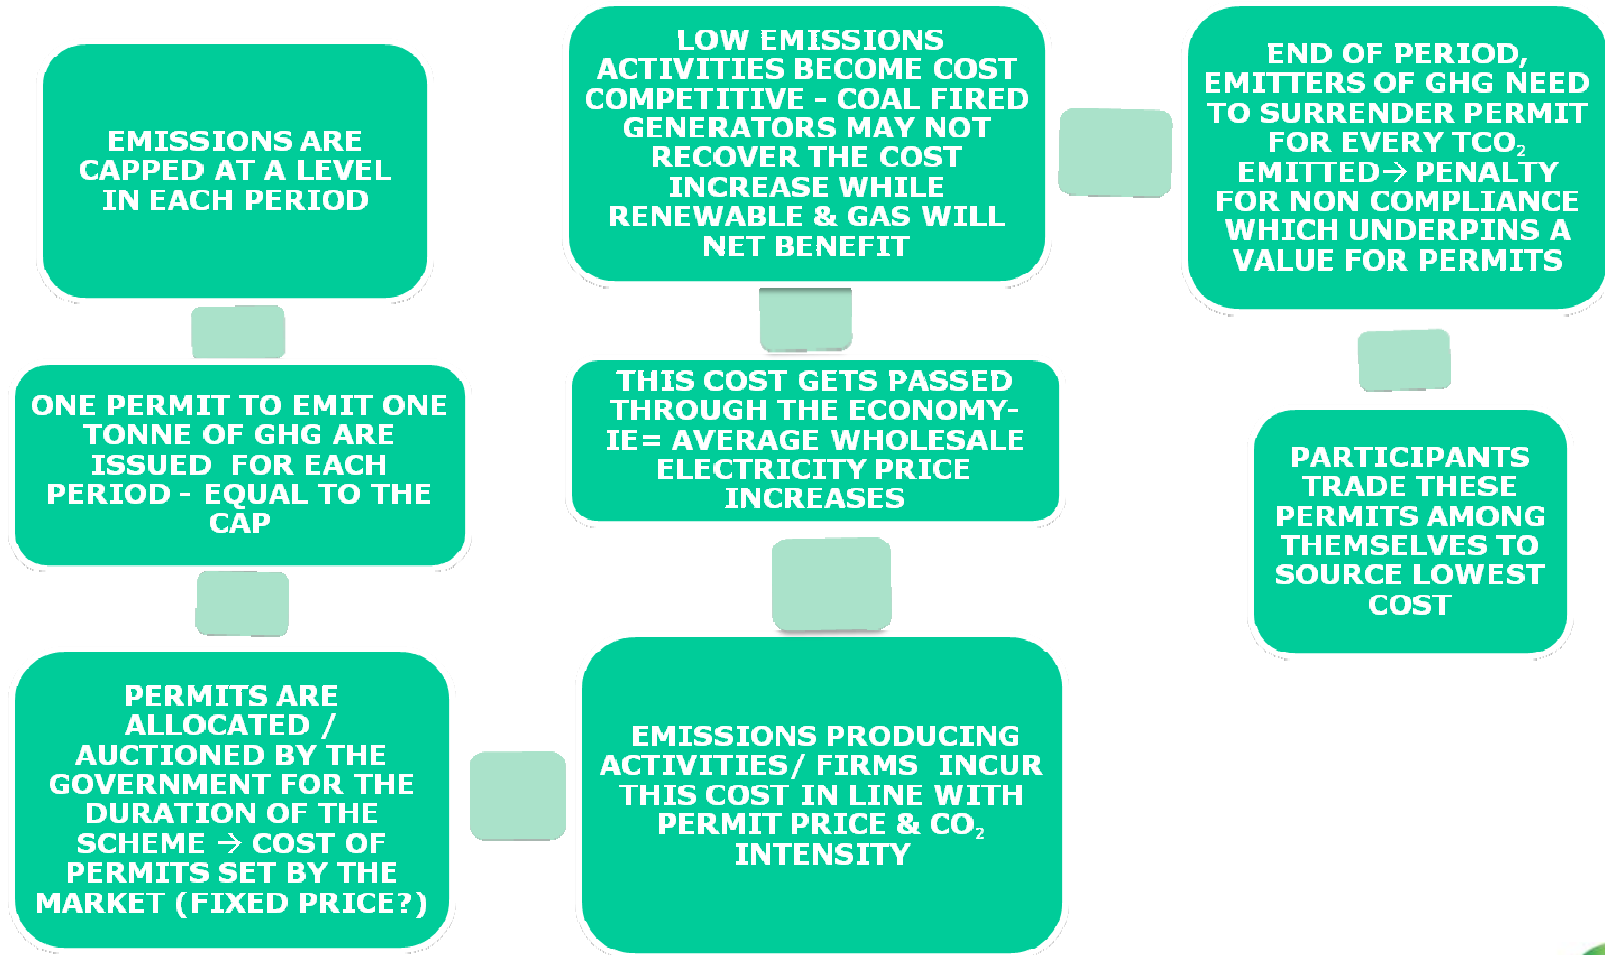 EMISSIONS ARE
CAPPED AT A LEVEL
IN EACH PERIOD
ONE PERMIT TO EMIT ONE
TONNE OF GHG ARE
ISSUED  FOR EACH
PERIOD - EQUAL TO THE
CAP
PERMITS ARE
ALLOCATED /
AUCTIONED BY THE
GOVERNMENT FOR THE
DURATION OF THE
SCHEME → COST OF
PERMITS SET BY THE
MARKET (FIXED PRICE?)
EMISSIONS PRODUCING
ACTIVITIES/ FIRMS  INCUR
THIS COST IN LINE WITH
PERMIT PRICE & CO₂
INTENSITY
THIS COST GETS PASSED
THROUGH THE ECONOMY-
IE= AVERAGE WHOLESALE
ELECTRICITY PRICE
INCREASES
LOW EMISSIONS
ACTIVITIES BECOME COST
COMPETITIVE - COAL FIRED
GENERATORS MAY NOT
RECOVER THE COST
INCREASE WHILE
RENEWABLE & GAS WILL
NET BENEFIT
END OF PERIOD,
EMITTERS OF GHG NEED
TO SURRENDER PERMIT
FOR EVERY TCO₂
EMITTED→ PENALTY
FOR NON COMPLIANCE
WHICH UNDERPINS A
VALUE FOR PERMITS
PARTICIPANTS
TRADE THESE
PERMITS AMONG
THEMSELVES TO
SOURCE LOWEST
COST